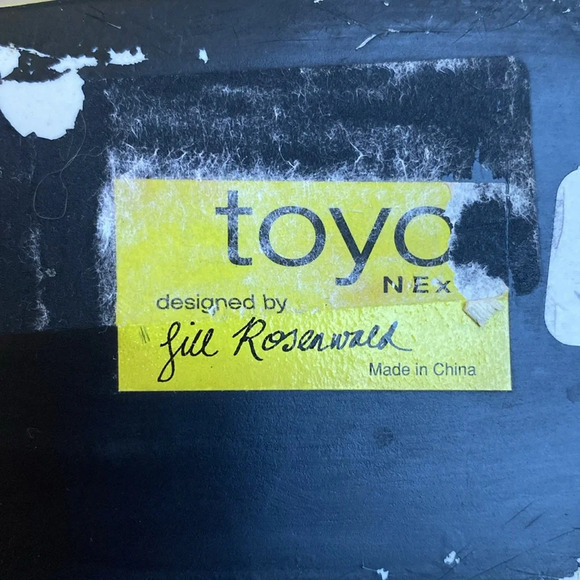 toyo
NEX
designed by
Jill Rosenwald
Made in China